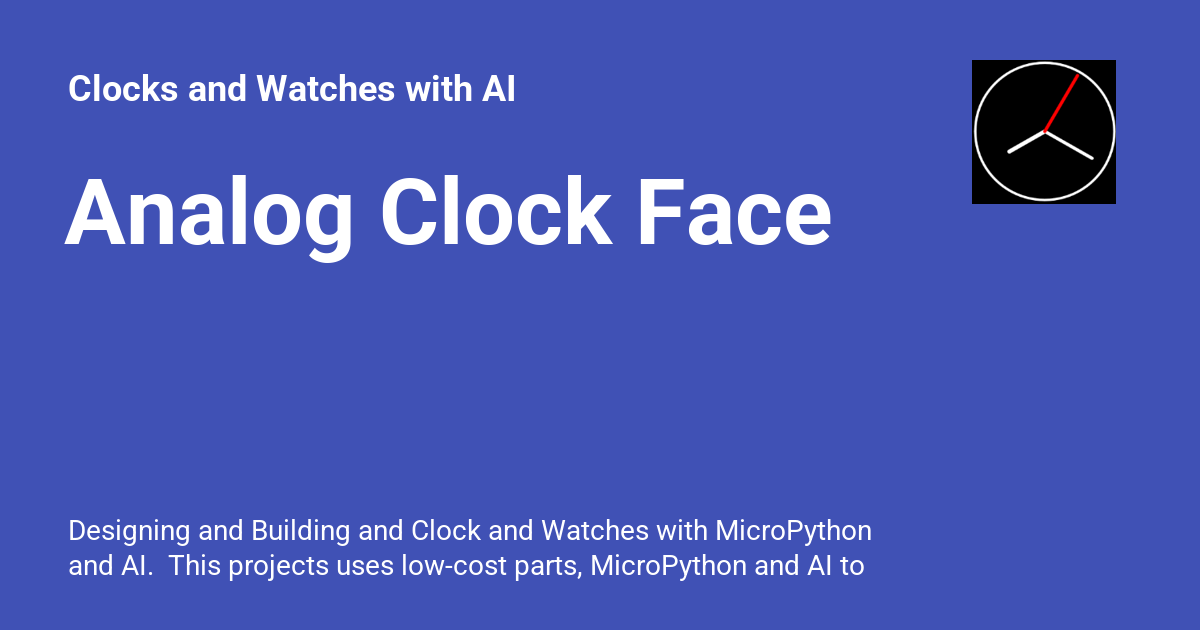 Clocks and Watches with AI
Analog Clock Face
Designing and Building and Clock and Watches with MicroPython
and AI.  This projects uses low-cost parts, MicroPython and AI to